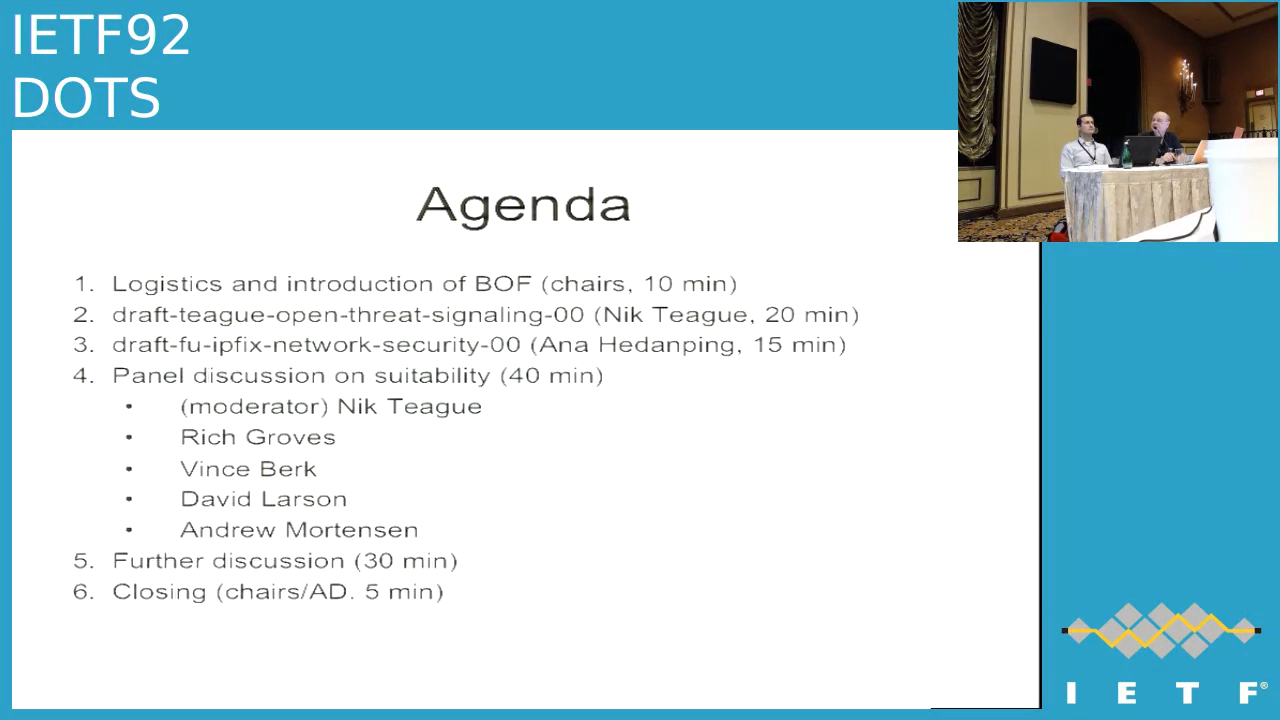 IETF92
DOTS
Agenda
1. Logistics and introduction of BOF (chairs, 10 min)
2. draft-teague-open-threat-signaling-00 (Nik Teague, 20 min)
3. draft-fu-ipfix-network-security-00 (Ana Hedanping, 15 min)
4. Panel discussion on suitability (40 min)
• (moderator) Nik Teague
• Rich Groves
• Vince Berk
• David Larson
• Andrew Mortensen
5. Further discussion (30 min)
6. Closing (chairs/AD. 5 min)
I E T F®